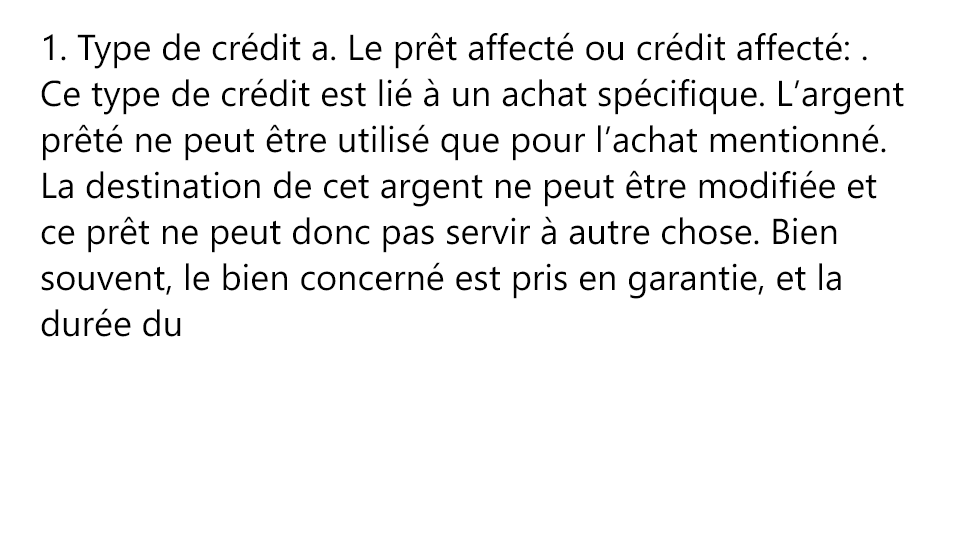 1. Type de crédit a. Le prêt affecté ou crédit affecté: .
Ce type de crédit est lié à un achat spécifique. L’argent
prêté ne peut être utilisé que pour l’achat mentionné.
La destination de cet argent ne peut être modifiée et
ce prêt ne peut donc pas servir à autre chose. Bien
souvent, le bien concerné est pris en garantie, et la
durée du